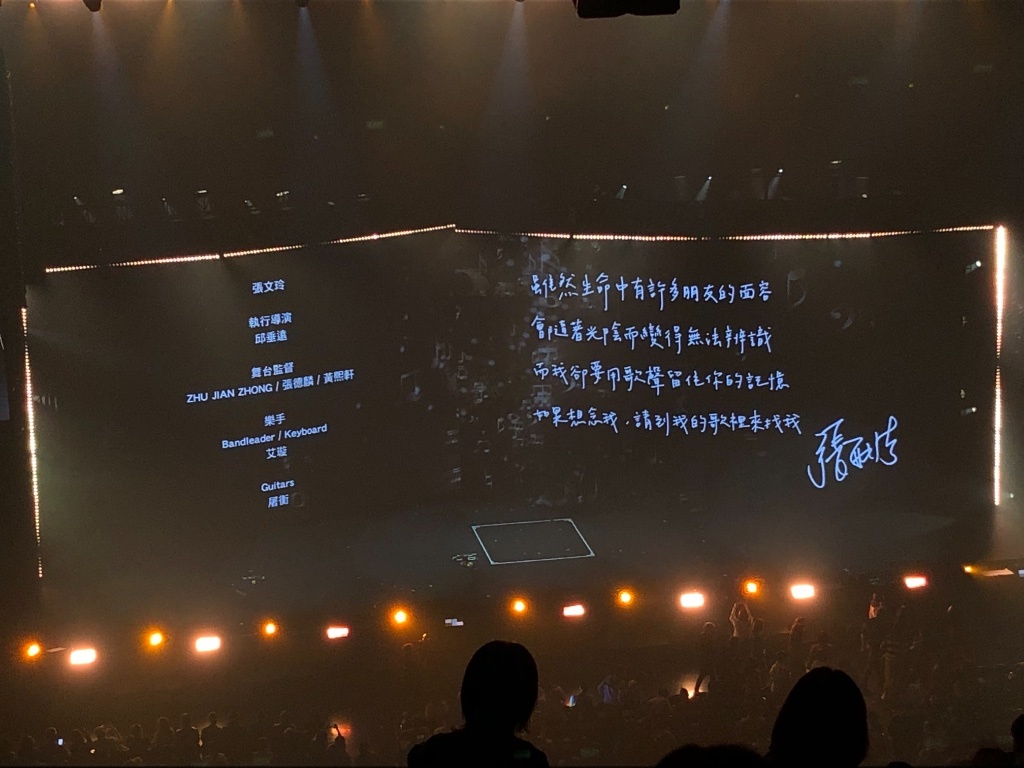 張文玲
執行導演
邱垂遠
舞台監督
ZHU JIAN ZHONG / 張德麟 / 黃熙軒
樂手
Bandleader / Keyboard
艾璇
Guitars
屠衡
雖然生命中有許多朋友的面容
會隨著光陰而變得無法辨識
而我卻要用歌聲留住你的記憶
如果想念我，請到我的歌裡來找我